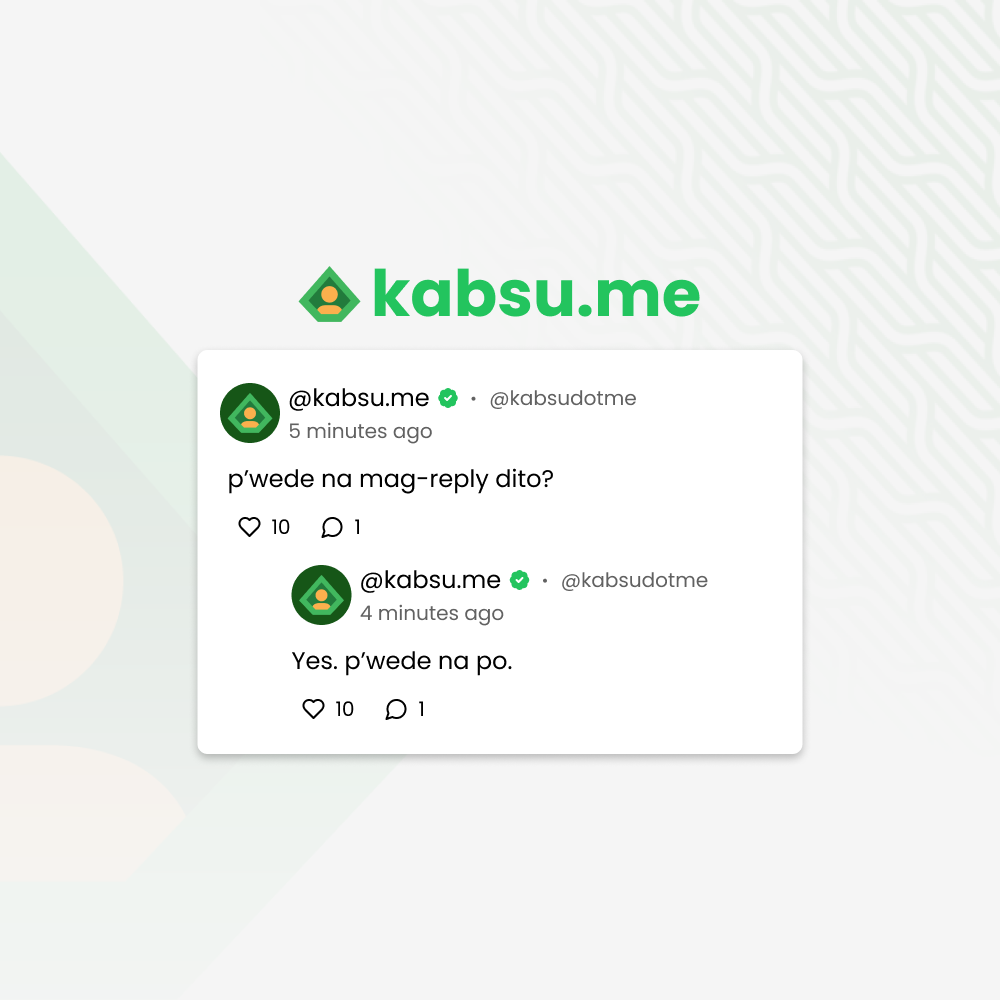 kabsu.me
@kabsu.me • @kabsudotme
5 minutes ago
p’wede na mag-reply dito?
10 1
@kabsu.me • @kabsudotme
4 minutes ago
Yes. p’wede na po.
10 1